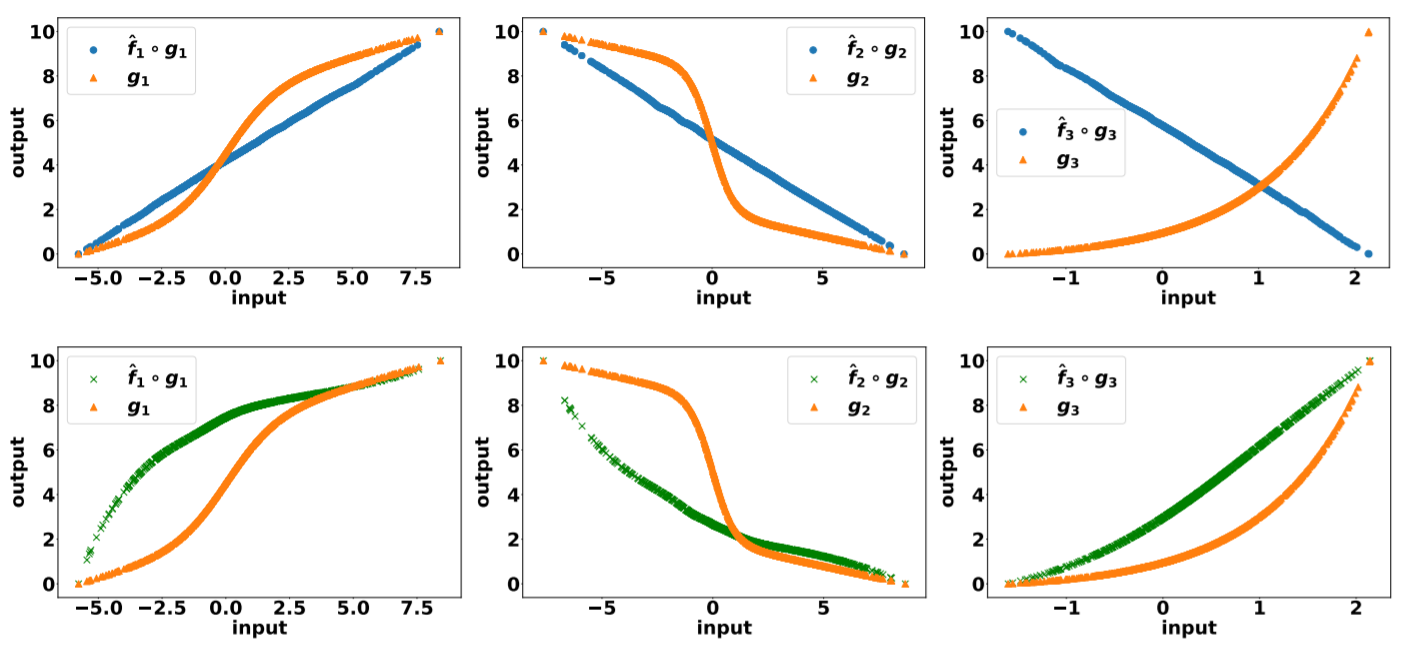 10
8
6
4
2
0
output
f̂₁ ∘ g₁
g₁
−5.0 −2.5 0.0 2.5 5.0 7.5
input
10
8
6
4
2
0
output
f̂₂ ∘ g₂
g₂
−5 0 5
input
10
8
6
4
2
0
output
f̂₃ ∘ g₃
g₃
−1 0 1 2
input
10
8
6
4
2
0
output
f̂₁ ∘ g₁
g₁
−5.0 −2.5 0.0 2.5 5.0 7.5
input
10
8
6
4
2
0
output
f̂₂ ∘ g₂
g₂
−5 0 5
input
10
8
6
4
2
0
output
f̂₃ ∘ g₃
g₃
−1 0 1 2
input